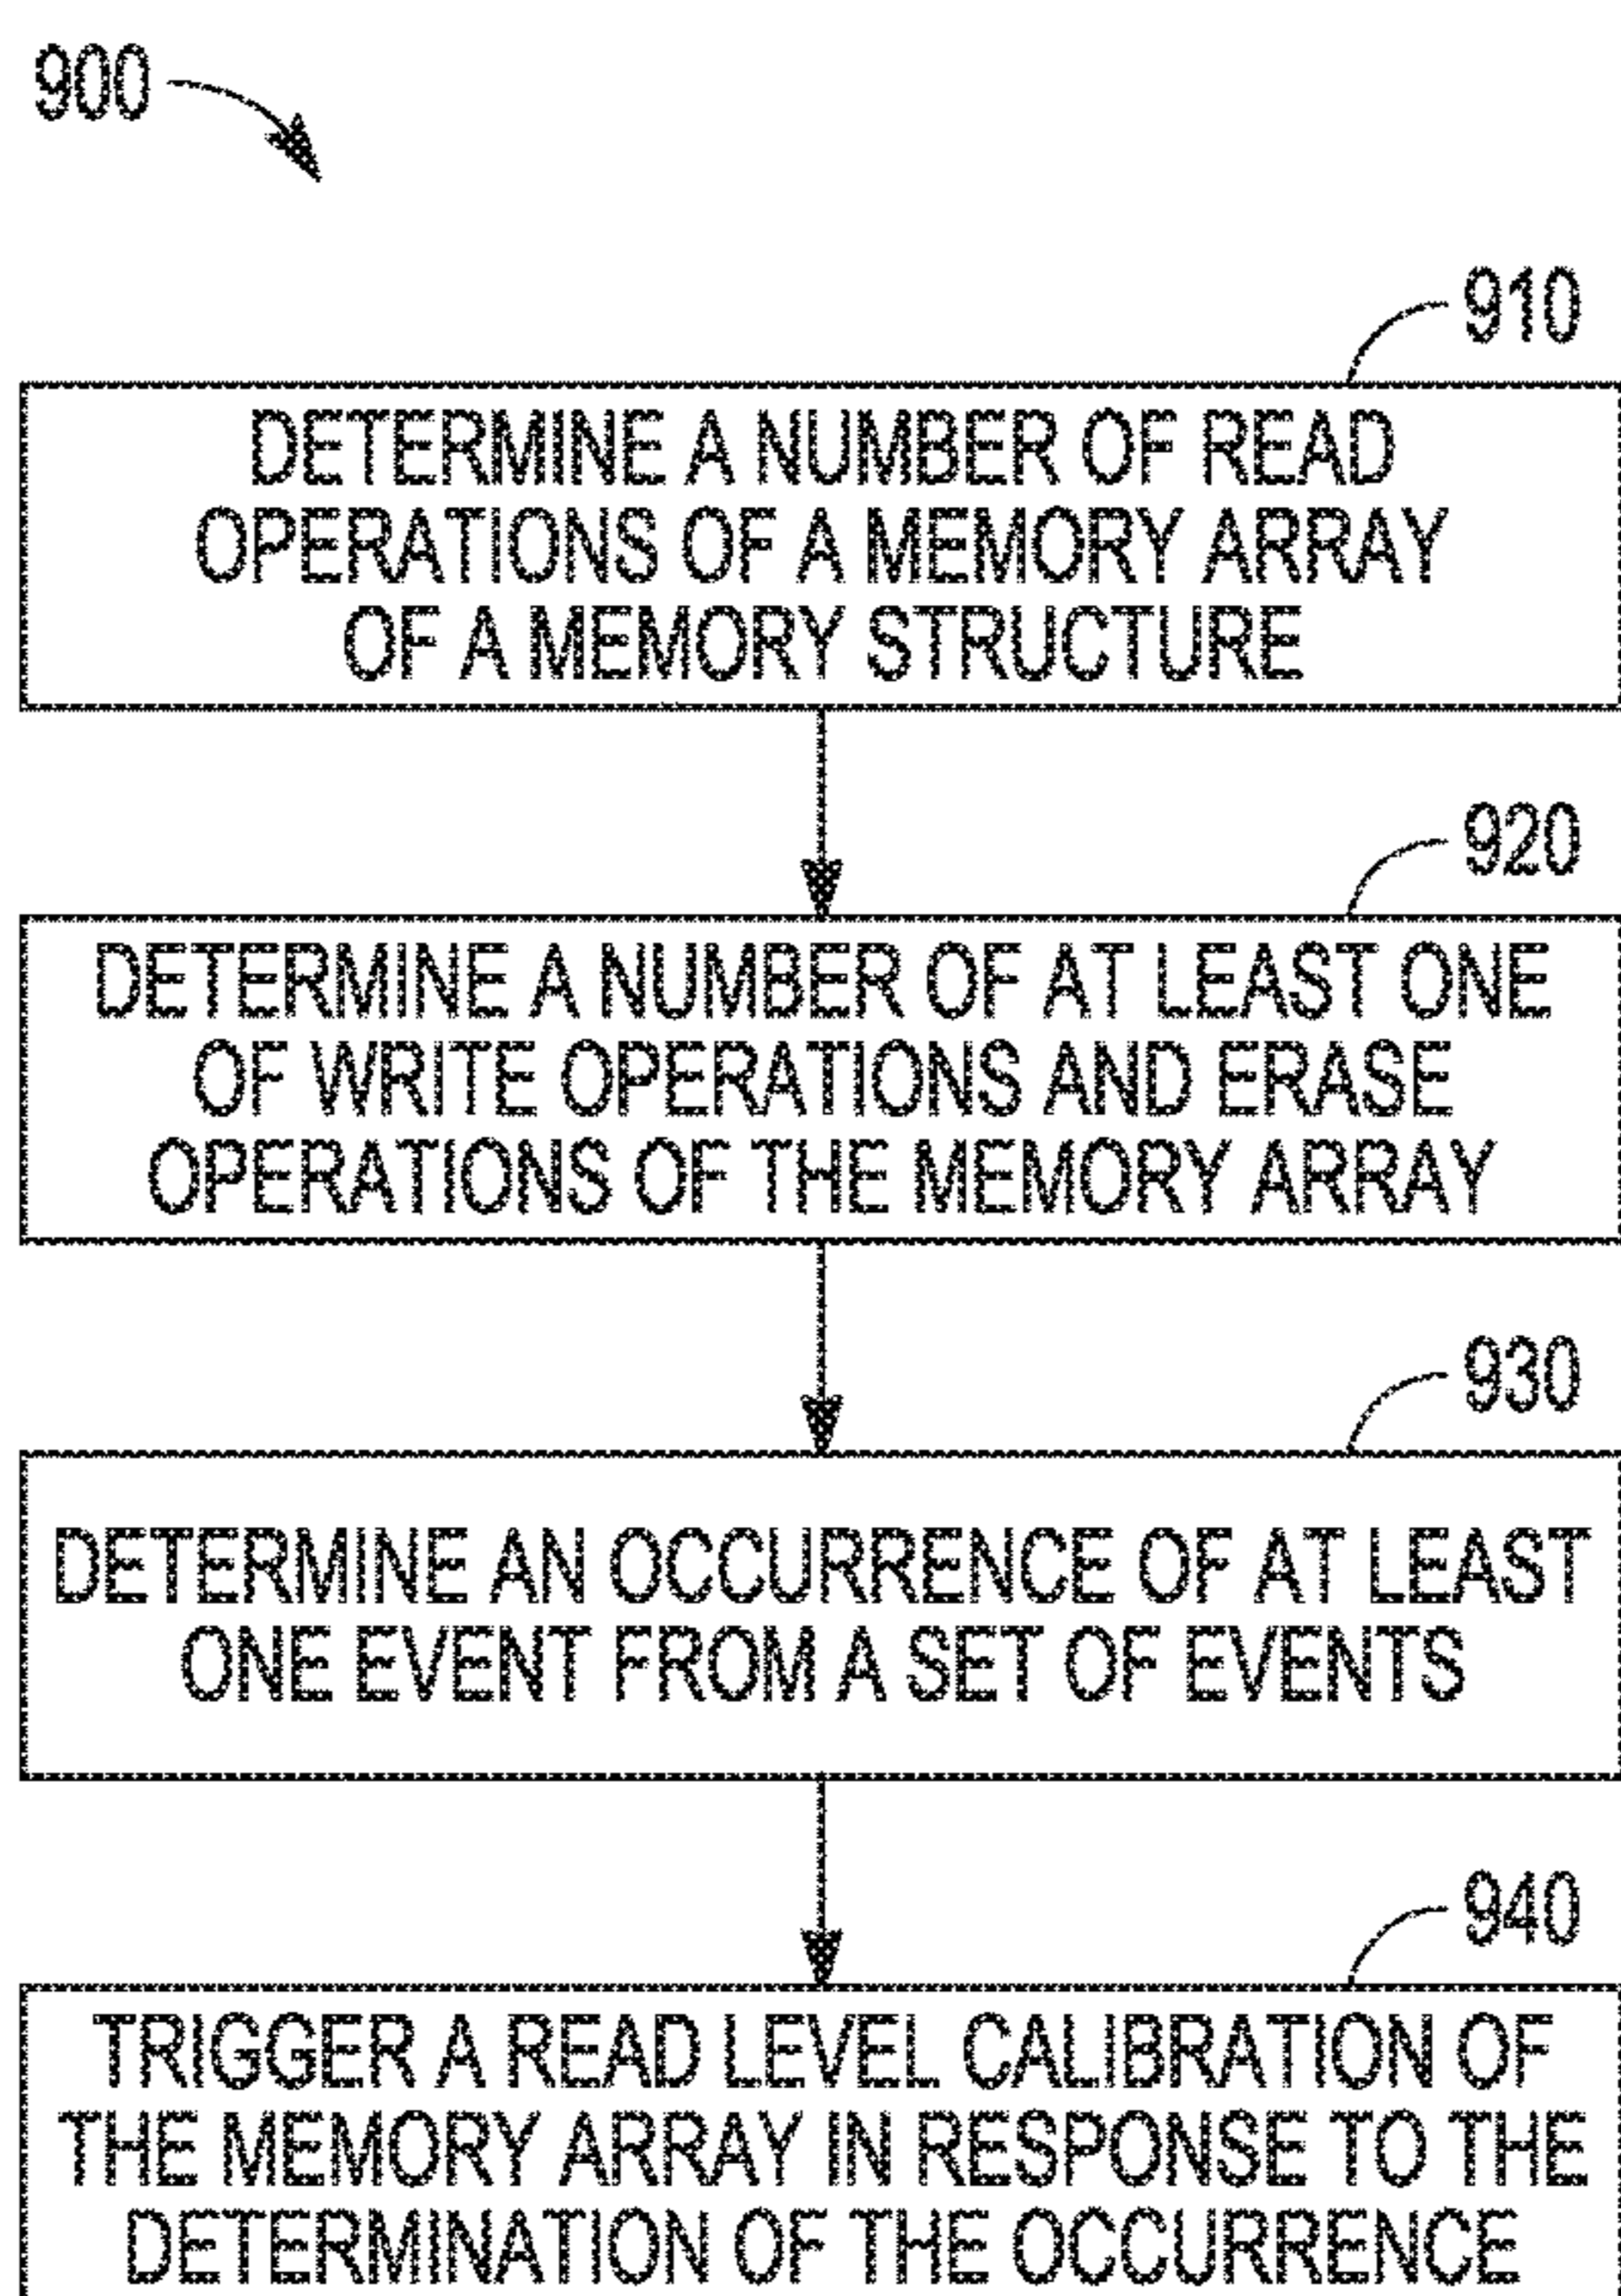 900
910
DETERMINE A NUMBER OF READ
OPERATIONS OF A MEMORY ARRAY
OF A MEMORY STRUCTURE
920
DETERMINE A NUMBER OF AT LEAST ONE
OF WRITE OPERATIONS AND ERASE
OPERATIONS OF THE MEMORY ARRAY
930
DETERMINE AN OCCURRENCE OF AT LEAST
ONE EVENT FROM A SET OF EVENTS
940
TRIGGER A READ LEVEL CALIBRATION OF
THE MEMORY ARRAY IN RESPONSE TO THE
DETERMINATION OF THE OCCURRENCE